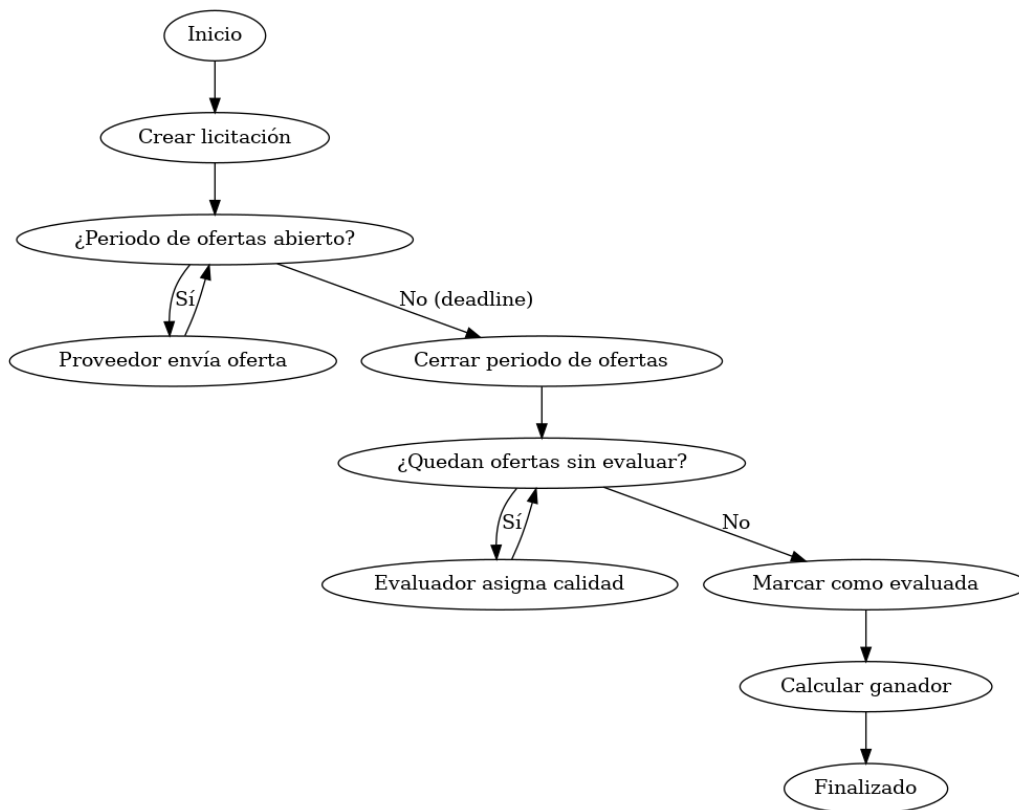 Inicio
Crear licitación
¿Periodo de ofertas abierto?
Sí
No (deadline)
Proveedor envía oferta
Cerrar periodo de ofertas
¿Quedan ofertas sin evaluar?
Sí
No
Evaluador asigna calidad
Marcar como evaluada
Calcular ganador
Finalizado